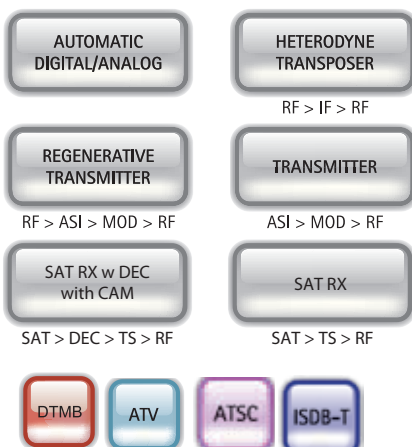 AUTOMATIC
DIGITAL/ANALOG
HETERODYNE
TRANSPOSER
RF > IF > RF
REGENERATIVE
TRANSMITTER
RF > ASI > MOD > RF
TRANSMITTER
ASI > MOD > RF
SAT RX w DEC
with CAM
SAT > DEC > TS > RF
SAT RX
SAT > TS > RF
DTMB
ATV
ATSC
ISDB-T